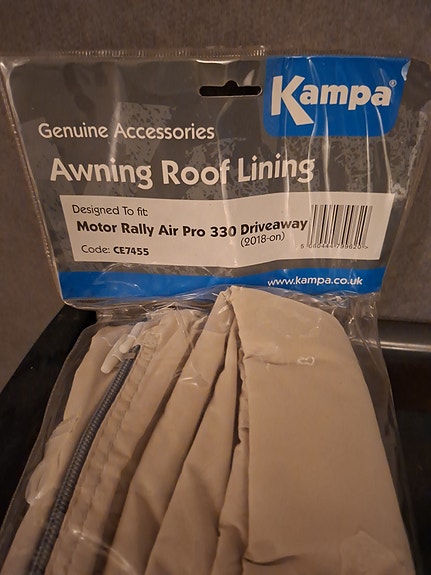 Kampa®
Genuine Accessories
Awning Roof Lining
Designed To fit:
Motor Rally Air Pro 330 Driveaway
(2018-on)
Code: CE7455
www.kampa.co.uk